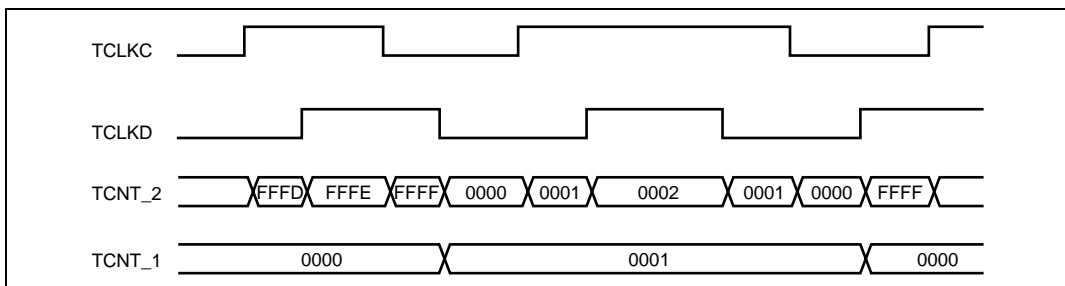 TCLKC
TCLKD
TCNT_2 FFFD FFFE FFFF 0000 0001 0002 0001 0000 FFFF
TCNT_1 0000 0001 0000